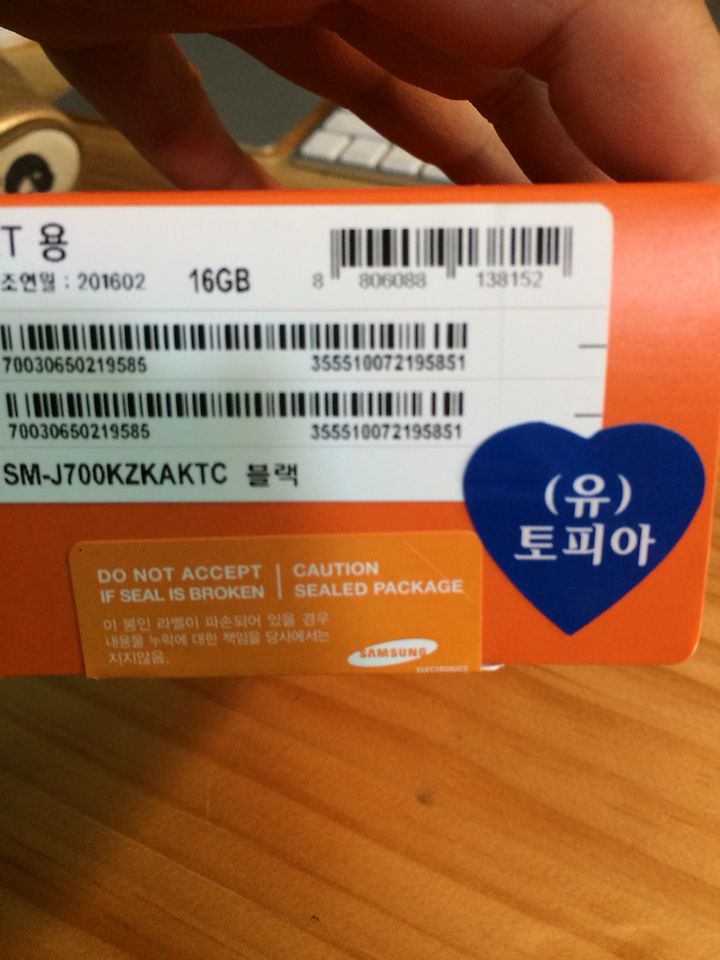 T 용
조연월 : 201602 16GB
8 806088 138152
70030650219585 355510072195851
70030650219585 355510072195851
SM-J700KZKAKTC 블랙
(유)
토피아
DO NOT ACCEPT
IF SEAL IS BROKEN
CAUTION
SEALED PACKAGE
이 봉인 라벨이 파손되어 있을 경우
내용물 누락에 대한 책임을 당사에서는
지지않음.
SAMSUNG
ELECTRONICS